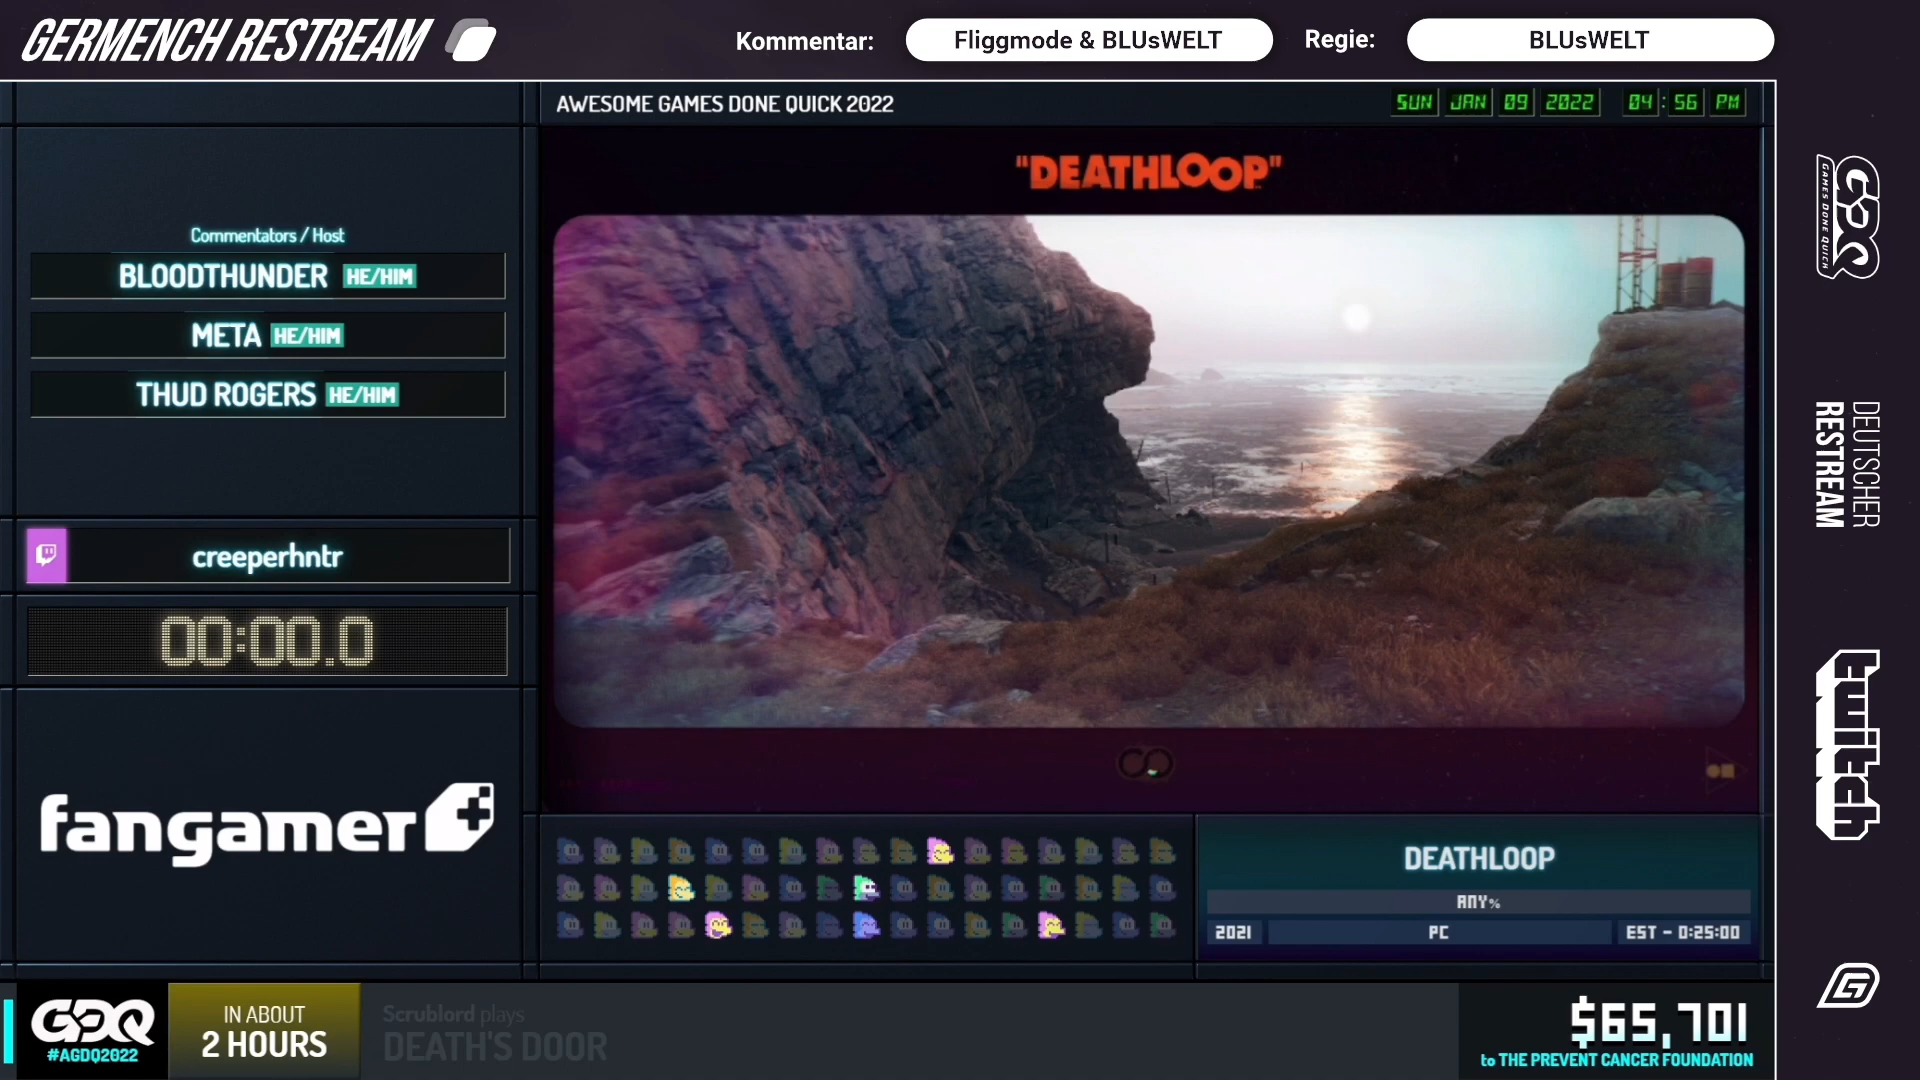 GERMENCH RESTREAM
Kommentar:
Fliggmode & BLUsWELT
Regie:
BLUsWELT
AWESOME GAMES DONE QUICK 2022
SUN JAN 09 2022 04:56 PM
"DEATHLOOP"
Commentators / Host
BLOODTHUNDER HE/HIM
META HE/HIM
THUD ROGERS HE/HIM
creeperhntr
00:00.0
fangamer
DEATHLOOP
ANY%
2021
PC
EST - 0:25:00
GDQ
#AGDQ2022
IN ABOUT
2 HOURS
Scrublord plays
DEATH'S DOOR
$65,701
to THE PREVENT CANCER FOUNDATION
GDQ
GAMES DONE QUICK
DEUTSCHER
RESTREAM
twitch
G